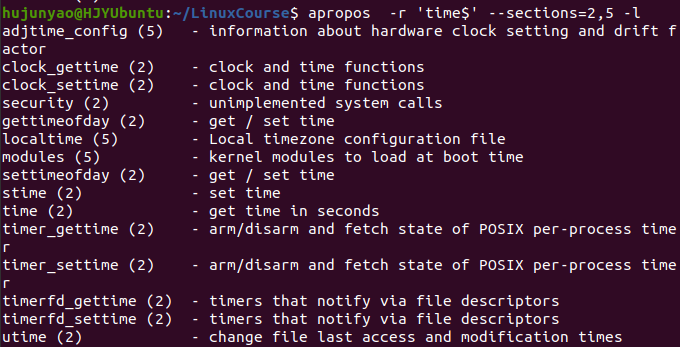 hujunyao@HJYUbuntu:~/LinuxCourse$ apropos  -r 'time$' --sections=2,5 -l
adjtime_config (5)   - information about hardware clock setting and drift f
actor
clock_gettime (2)    - clock and time functions
clock_settime (2)    - clock and time functions
security (2)         - unimplemented system calls
gettimeofday (2)     - get / set time
localtime (5)        - Local timezone configuration file
modules (5)          - kernel modules to load at boot time
settimeofday (2)     - get / set time
stime (2)            - set time
time (2)             - get time in seconds
timer_gettime (2)    - arm/disarm and fetch state of POSIX per-process time
r
timer_settime (2)    - arm/disarm and fetch state of POSIX per-process time
r
timerfd_gettime (2)  - timers that notify via file descriptors
timerfd_settime (2)  - timers that notify via file descriptors
utime (2)            - change file last access and modification times